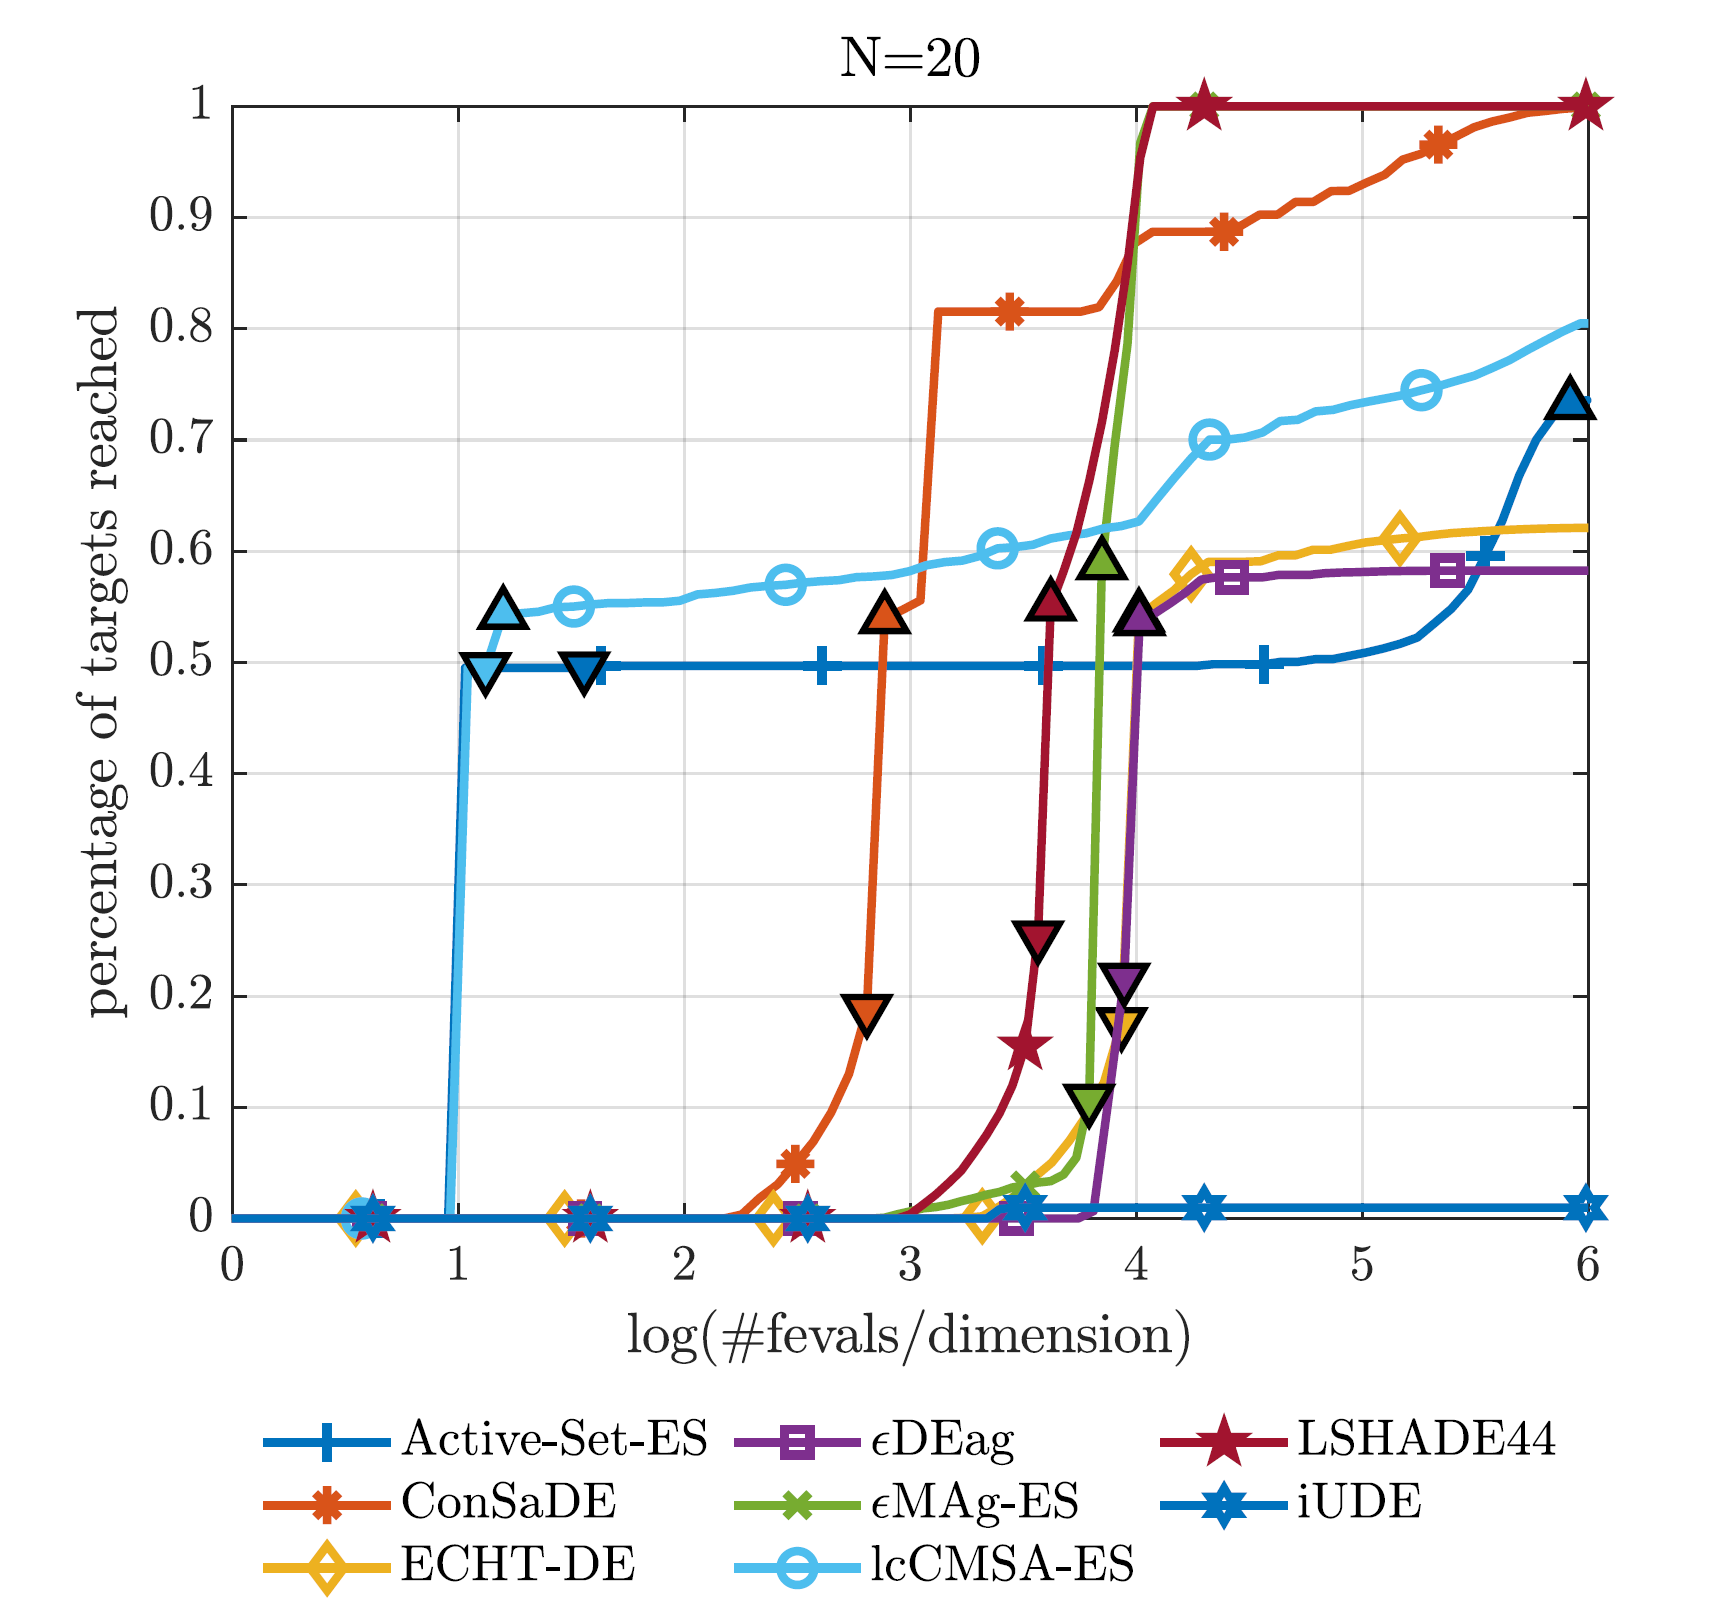 N=20
1
0.9
0.8
0.7
0.6
0.5
0.4
0.3
0.2
0.1
0
percentage of targets reached
0 1 2 3 4 5 6
log(#fevals/dimension)
Active-Set-ES ϵDEag LSHADE44
ConSaDE ϵMAg-ES iUDE
ECHT-DE lcCMSA-ES